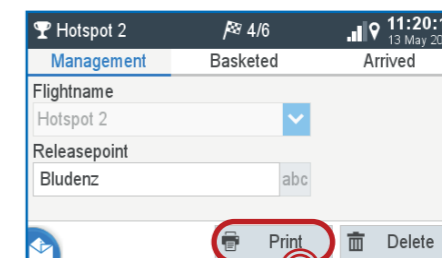 Hotspot 2 4/6 11:20:1
13 May 20
Management Basketed Arrived
Flightname
Hotspot 2
Releasepoint
Bludenz abc
Print Delete